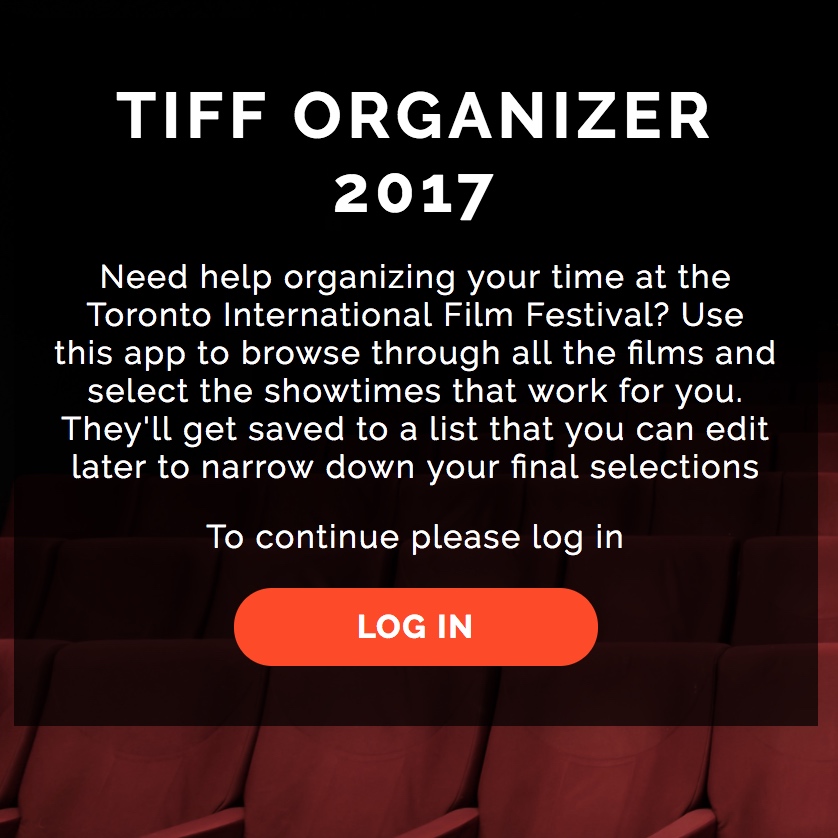 TIFF ORGANIZER
2017
Need help organizing your time at the
Toronto International Film Festival? Use
this app to browse through all the films and
select the showtimes that work for you.
They'll get saved to a list that you can edit
later to narrow down your final selections
To continue please log in
LOG IN